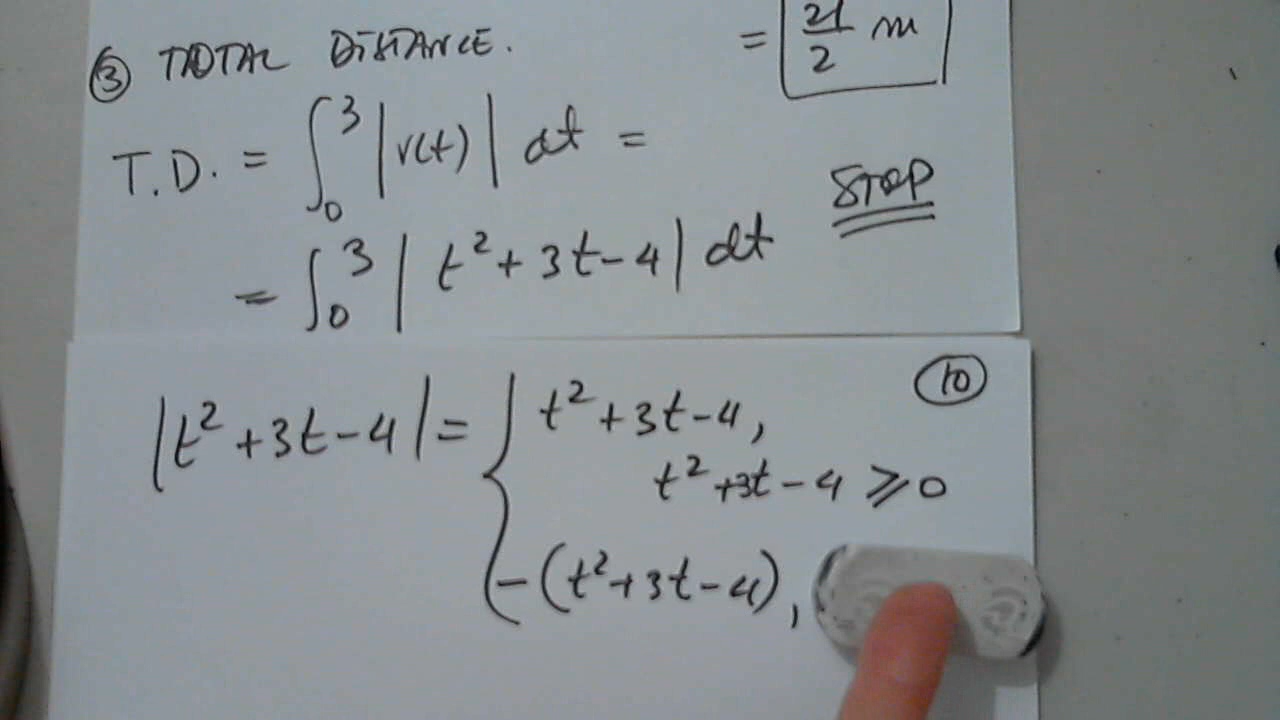 ③ TOTAL DISTANCE.
= 21/2 m
T.D. = ∫₀³ |v(t)| dt =
STOP
= ∫₀³ | t² + 3t - 4 | dt
⑩
|t² + 3t - 4| = { t² + 3t - 4,
t² + 3t - 4 ⩾ 0
- (t² + 3t - 4),